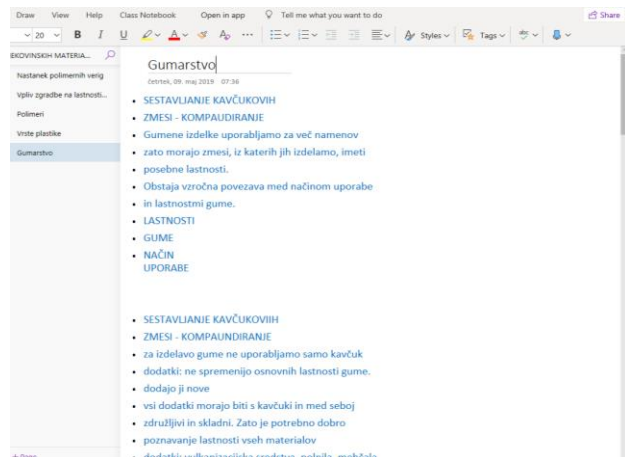 Draw View Help Class Notebook Open in app Tell me what you want to do Share
20 B I U A A Styles Tags
EKOVINSKIH MATERIA...
Nastanek polimernih verig
Vpliv zgradbe na lastnosti...
Polimeri
Vrste plastike
Gumarstvo
Gumarstvo
četrtek, 09. maj 2019 07:36
• SESTAVLJANJE KAVČUKOVIH
• ZMESI - KOMPAUDIRANJE
• Gumene izdelke uporabljamo za več namenov
• zato morajo zmesi, iz katerih jih izdelamo, imeti
• posebne lastnosti.
• Obstaja vzročna povezava med načinom uporabe
• in lastnostmi gume.
• LASTNOSTI
• GUME
• NAČIN
UPORABE
• SESTAVLJANJE KAVČUKOVIIH
• ZMESI - KOMPAUNDIRANJE
• za izdelavo gume ne uporabljamo samo kavčuk
• dodatki: ne spremenijo osnovnih lastnosti gume.
• dodajo ji nove
• vsi dodatki morajo biti s kavčuki in med seboj
• združljivi in skladni. Zato je potrebno dobro
• poznavanje lastnosti vseh materialov
• dodatki: vulkanizacijska sredstva, polnila, mehčala